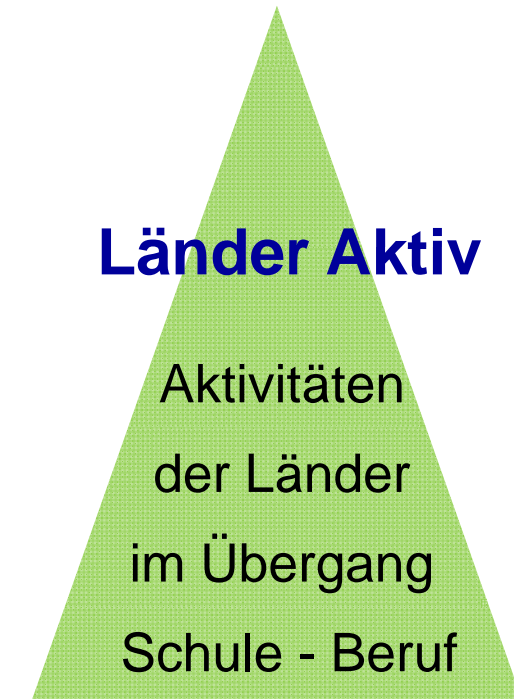 Länder Aktiv
Aktivitäten
der Länder
im Übergang
Schule - Beruf